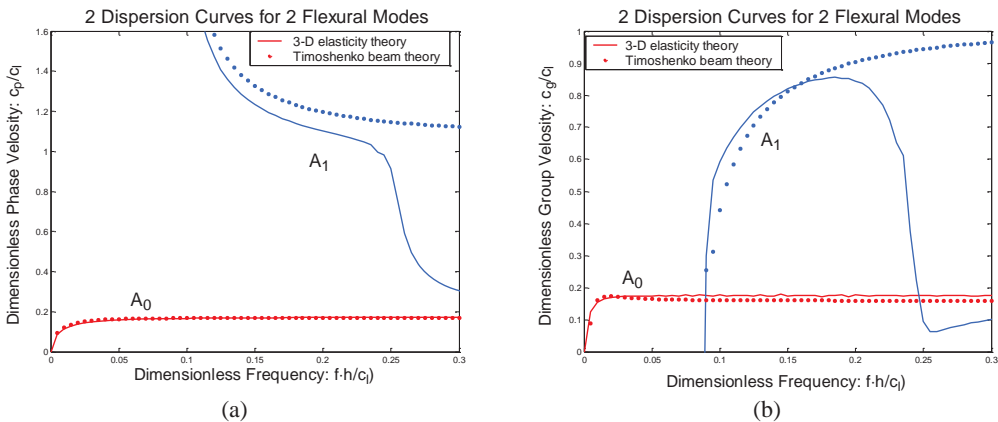 2 Dispersion Curves for 2 Flexural Modes
1.6
1.4
1.2
1
0.8
0.6
0.4
0.2
0
Dimensionless Phase Velosity: cp/cl
3-D elasticity theory
Timoshenko beam theory
A1
A0
0
0.05
0.1
0.15
0.2
0.25
0.3
Dimensionless Frequency: f·h/cl)
(a)
2 Dispersion Curves for 2 Flexural Modes
1
0.9
0.8
0.7
0.6
0.5
0.4
0.3
0.2
0.1
0
Dimensionless Group Velosity: cg/cl
3-D elasticity theory
Timoshenko beam theory
A1
A0
0
0.05
0.1
0.15
0.2
0.25
0.3
Dimensionless Frequency: f·h/cl)
(b)